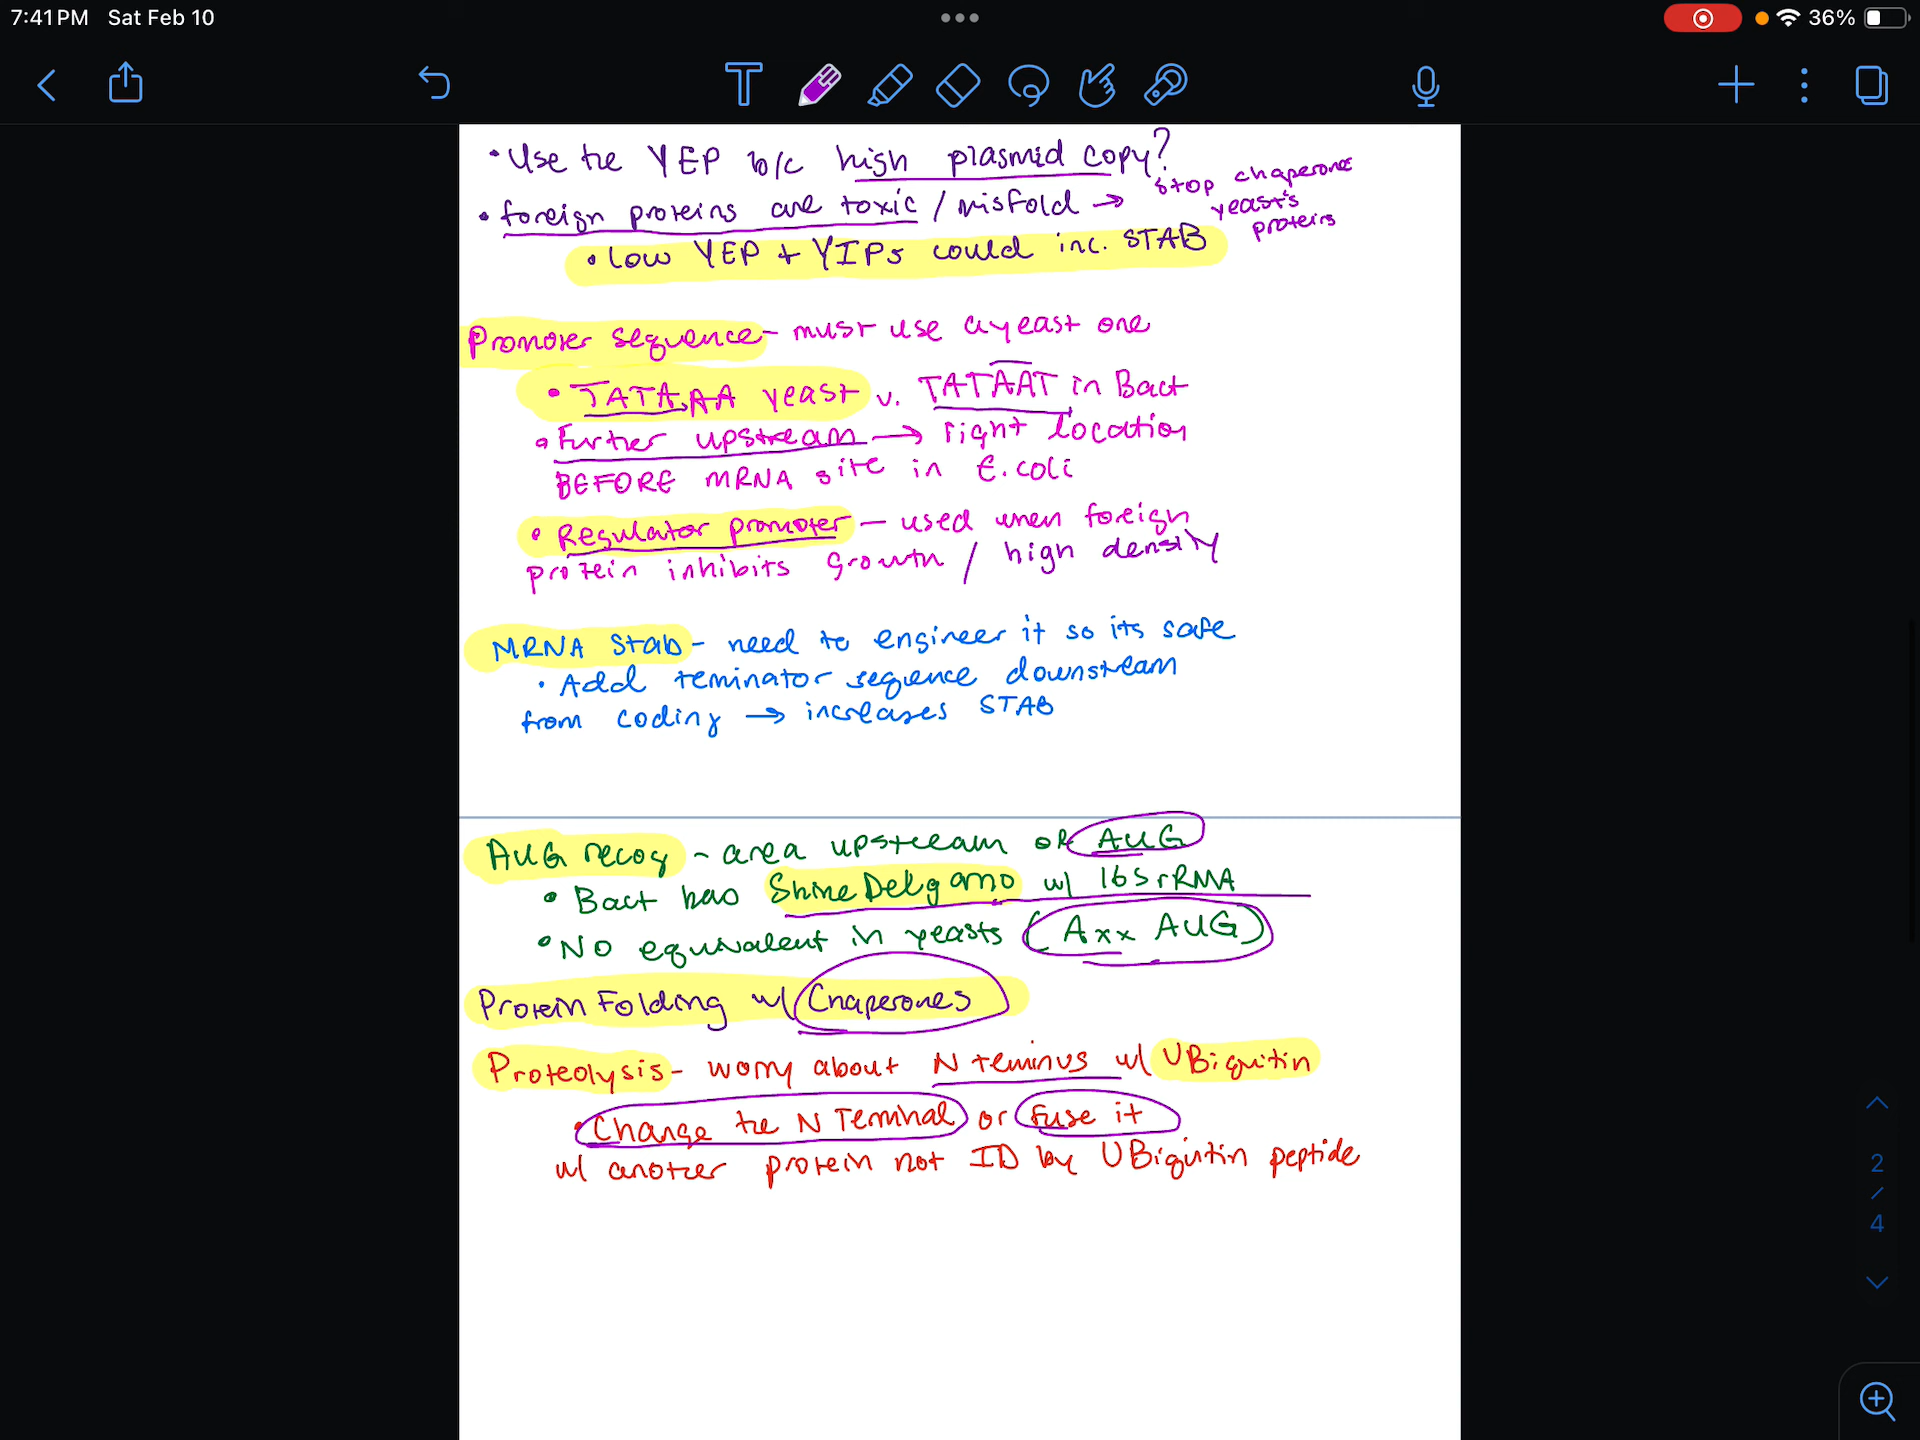 7:41 PM Sat Feb 10
36%
• Use the YEP b/c high plasmid copy?
• foreign proteins are toxic / misfold → stop chaperone
yeast's
proteins
• Low YEP + YIPs could inc. STAB
Promoter sequence - must use a yeast one
• TATAAA yeast v. TATAAT in Bact
• Further upstream → right location
BEFORE mRNA site in E. coli
• Regulator promoter - used when foreign
protein inhibits growth / high density
MRNA Stab - need to engineer it so its safe
• Add teminator sequence downstream
from coding → increases STAB
AUG recog - area upstream of AUG
• Bact has Shine Delgarno w/ 16S rRNA
• No equivalent in yeasts (Axx AUG)
Protein Folding w/ Chaperones
Proteolysis - worry about N teminus w/ UBiquitin
• Change the N Terminal or fuse it
w/ another protein not ID by UBiquitin peptide
2
/
4